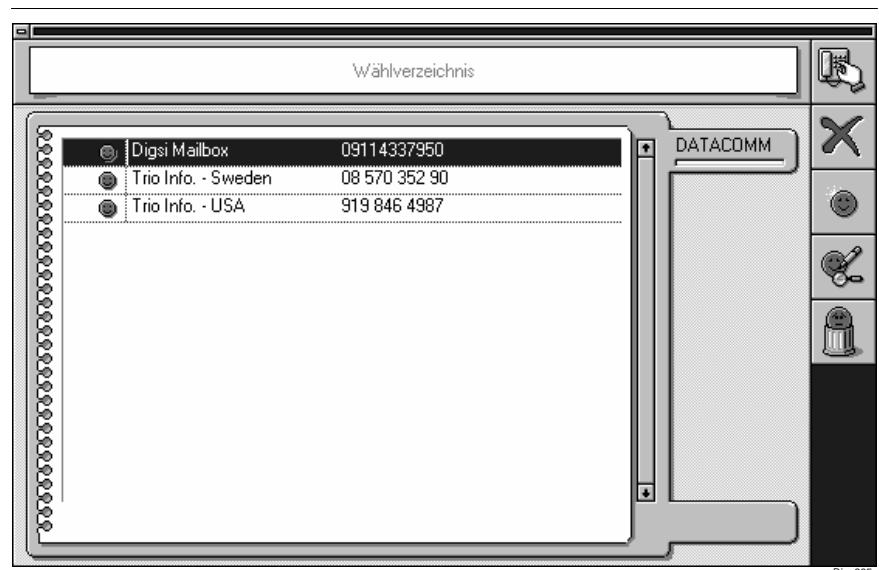 Wählverzeichnis
DATACOMM
Digsi Mailbox 09114337950
Trio Info. - Sweden 08 570 352 90
Trio Info. - USA 919 846 4987